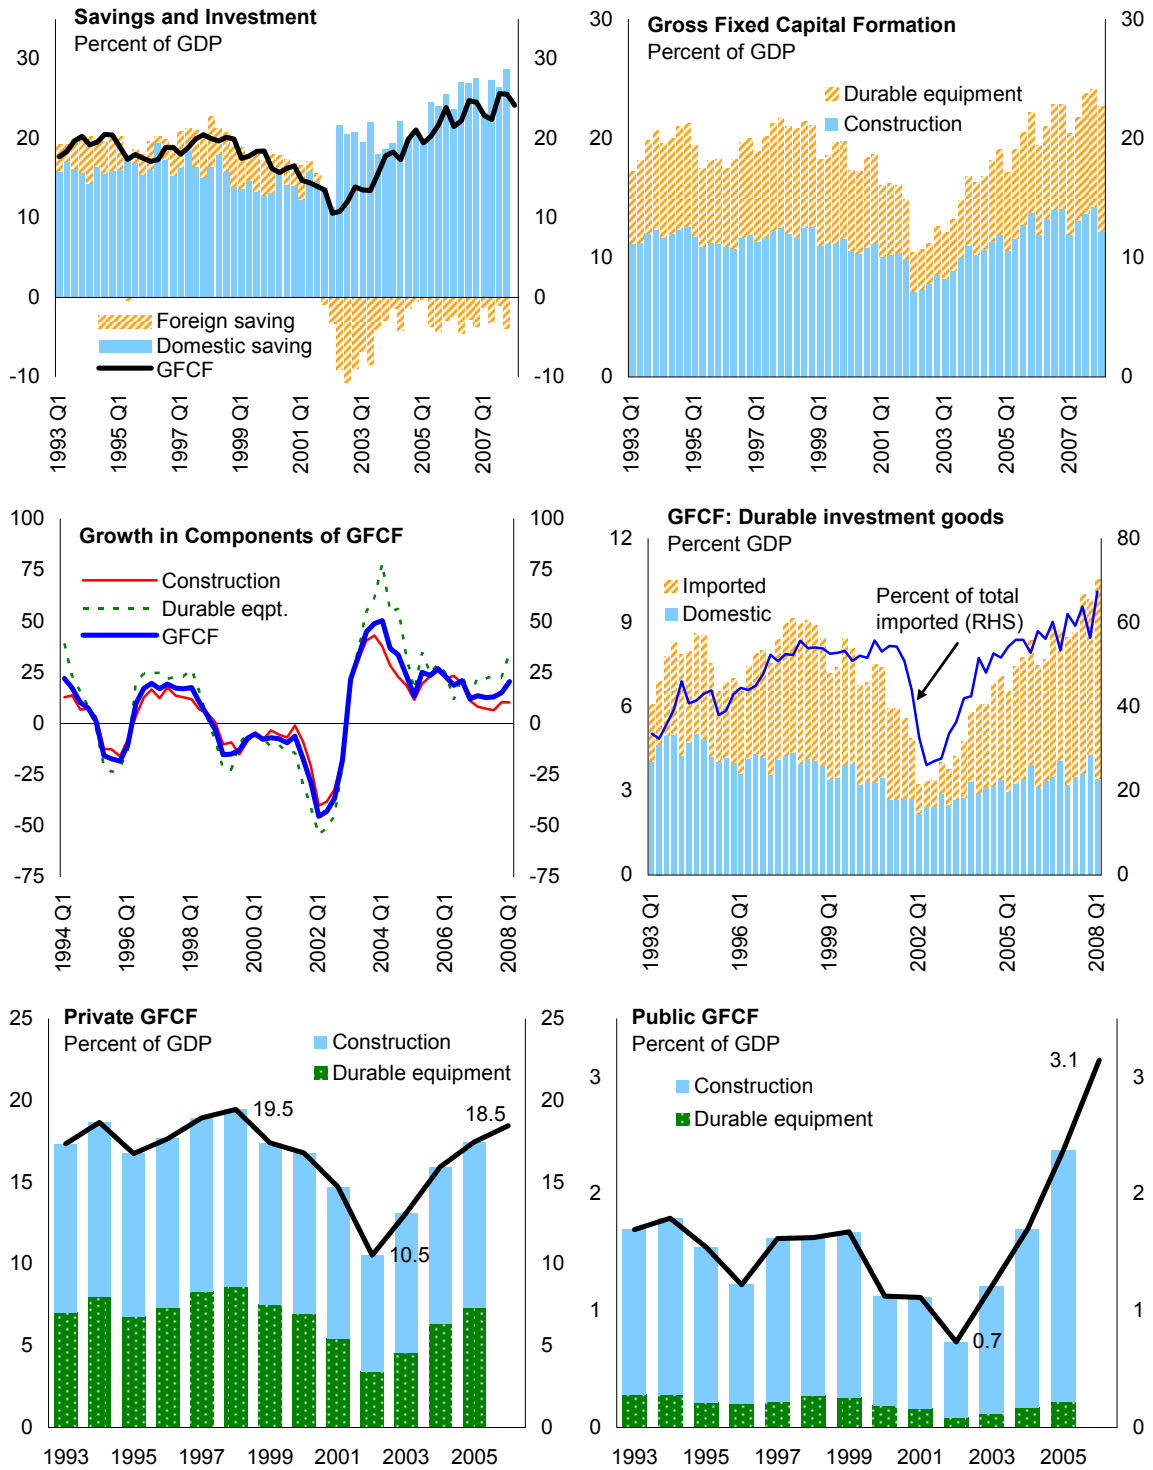 Savings and Investment
Percent of GDP
30
20
10
0
-10
30
20
10
0
-10
Foreign saving
Domestic saving
GFCF
1993 Q1
1995 Q1
1997 Q1
1999 Q1
2001 Q1
2003 Q1
2005 Q1
2007 Q1
Gross Fixed Capital Formation
Percent of GDP
30
20
10
0
30
20
10
0
Durable equipment
Construction
1993 Q1
1995 Q1
1997 Q1
1999 Q1
2001 Q1
2003 Q1
2005 Q1
2007 Q1
Growth in Components of GFCF
100
75
50
25
0
-25
-50
-75
100
75
50
25
0
-25
-50
-75
Construction
Durable eqpt.
GFCF
1994 Q1
1996 Q1
1998 Q1
2000 Q1
2002 Q1
2004 Q1
2006 Q1
2008 Q1
GFCF: Durable investment goods
Percent GDP
12
9
6
3
0
80
60
40
20
0
Imported
Domestic
Percent of total
imported (RHS)
1993 Q1
1996 Q1
1999 Q1
2002 Q1
2005 Q1
2008 Q1
Private GFCF
Percent of GDP
25
20
15
10
5
0
25
20
15
10
5
0
Construction
Durable equipment
19.5
18.5
10.5
1993
1995
1997
1999
2001
2003
2005
Public GFCF
Percent of GDP
3
2
1
0
3
2
1
0
Construction
Durable equipment
3.1
0.7
1993
1995
1997
1999
2001
2003
2005